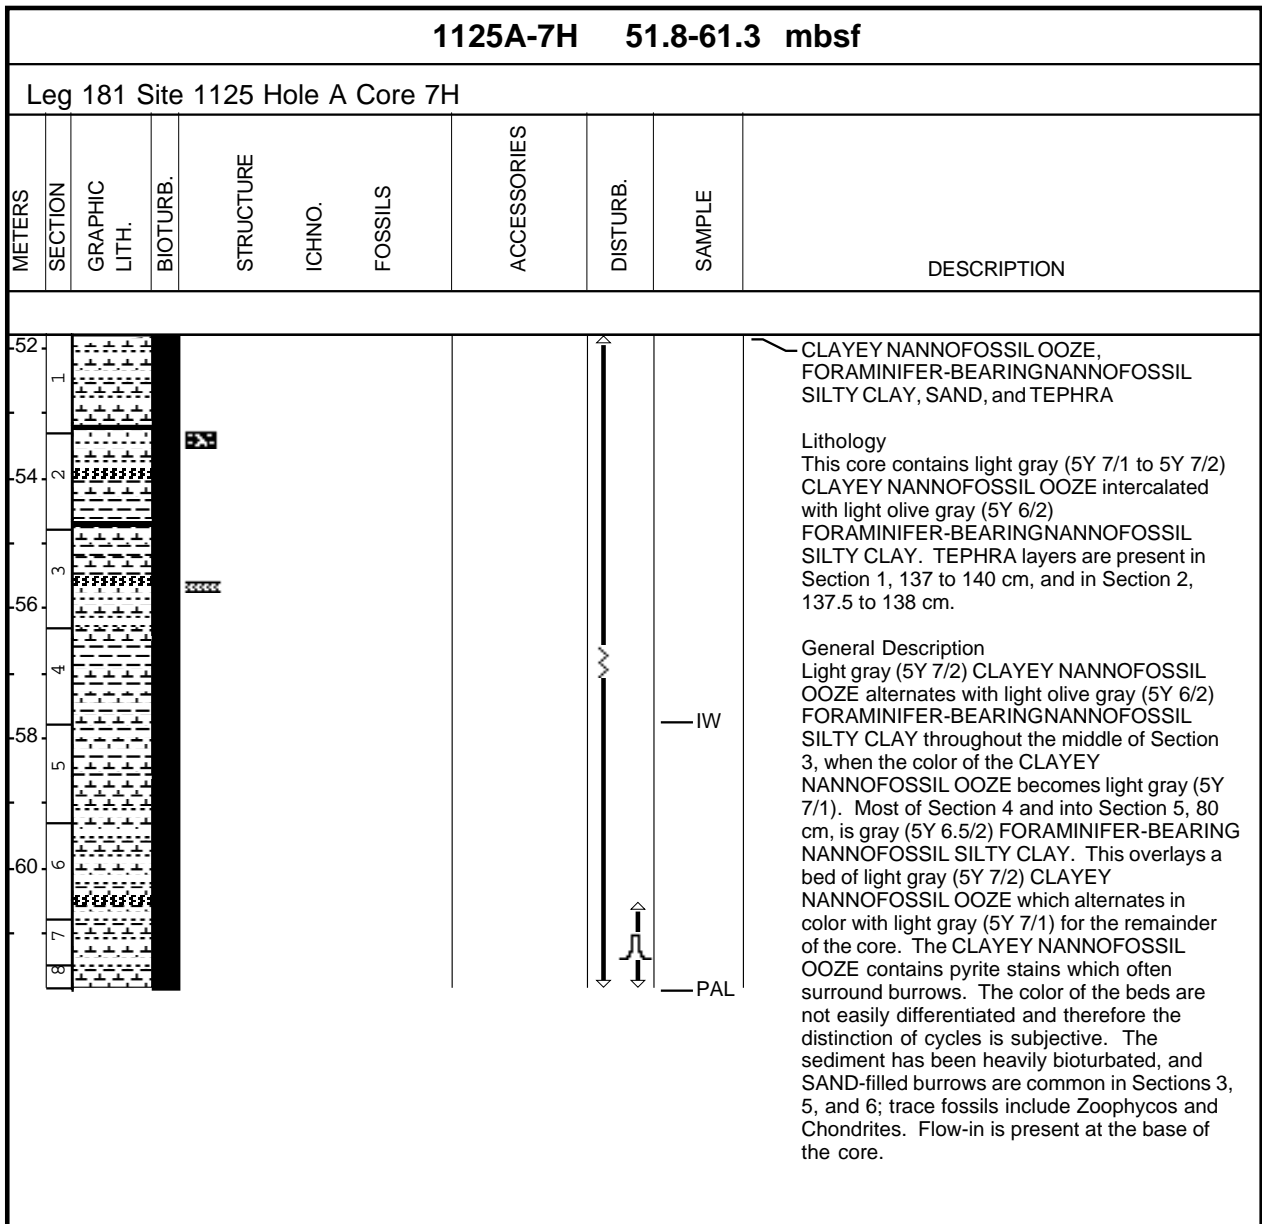 1125A-7H 51.8-61.3 mbsf
Leg 181 Site 1125 Hole A Core 7H
METERS
SECTION
GRAPHIC
LITH.
BIOTURB.
STRUCTURE
ICHNO.
FOSSILS
ACCESSORIES
DISTURB.
SAMPLE
DESCRIPTION
52
54
56
58
60
1
2
3
4
5
6
7
8
IW
PAL
CLAYEY NANNOFOSSIL OOZE,
FORAMINIFER-BEARINGNANNOFOSSIL
SILTY CLAY, SAND, and TEPHRA
Lithology
This core contains light gray (5Y 7/1 to 5Y 7/2)
CLAYEY NANNOFOSSIL OOZE intercalated
with light olive gray (5Y 6/2)
FORAMINIFER-BEARINGNANNOFOSSIL
SILTY CLAY. TEPHRA layers are present in
Section 1, 137 to 140 cm, and in Section 2,
137.5 to 138 cm.
General Description
Light gray (5Y 7/2) CLAYEY NANNOFOSSIL
OOZE alternates with light olive gray (5Y 6/2)
FORAMINIFER-BEARINGNANNOFOSSIL
SILTY CLAY throughout the middle of Section
3, when the color of the CLAYEY
NANNOFOSSIL OOZE becomes light gray (5Y
7/1). Most of Section 4 and into Section 5, 80
cm, is gray (5Y 6.5/2) FORAMINIFER-BEARING
NANNOFOSSIL SILTY CLAY. This overlays a
bed of light gray (5Y 7/2) CLAYEY
NANNOFOSSIL OOZE which alternates in
color with light gray (5Y 7/1) for the remainder
of the core. The CLAYEY NANNOFOSSIL
OOZE contains pyrite stains which often
surround burrows. The color of the beds are
not easily differentiated and therefore the
distinction of cycles is subjective. The
sediment has been heavily bioturbated, and
SAND-filled burrows are common in Sections 3,
5, and 6; trace fossils include Zoophycos and
Chondrites. Flow-in is present at the base of
the core.